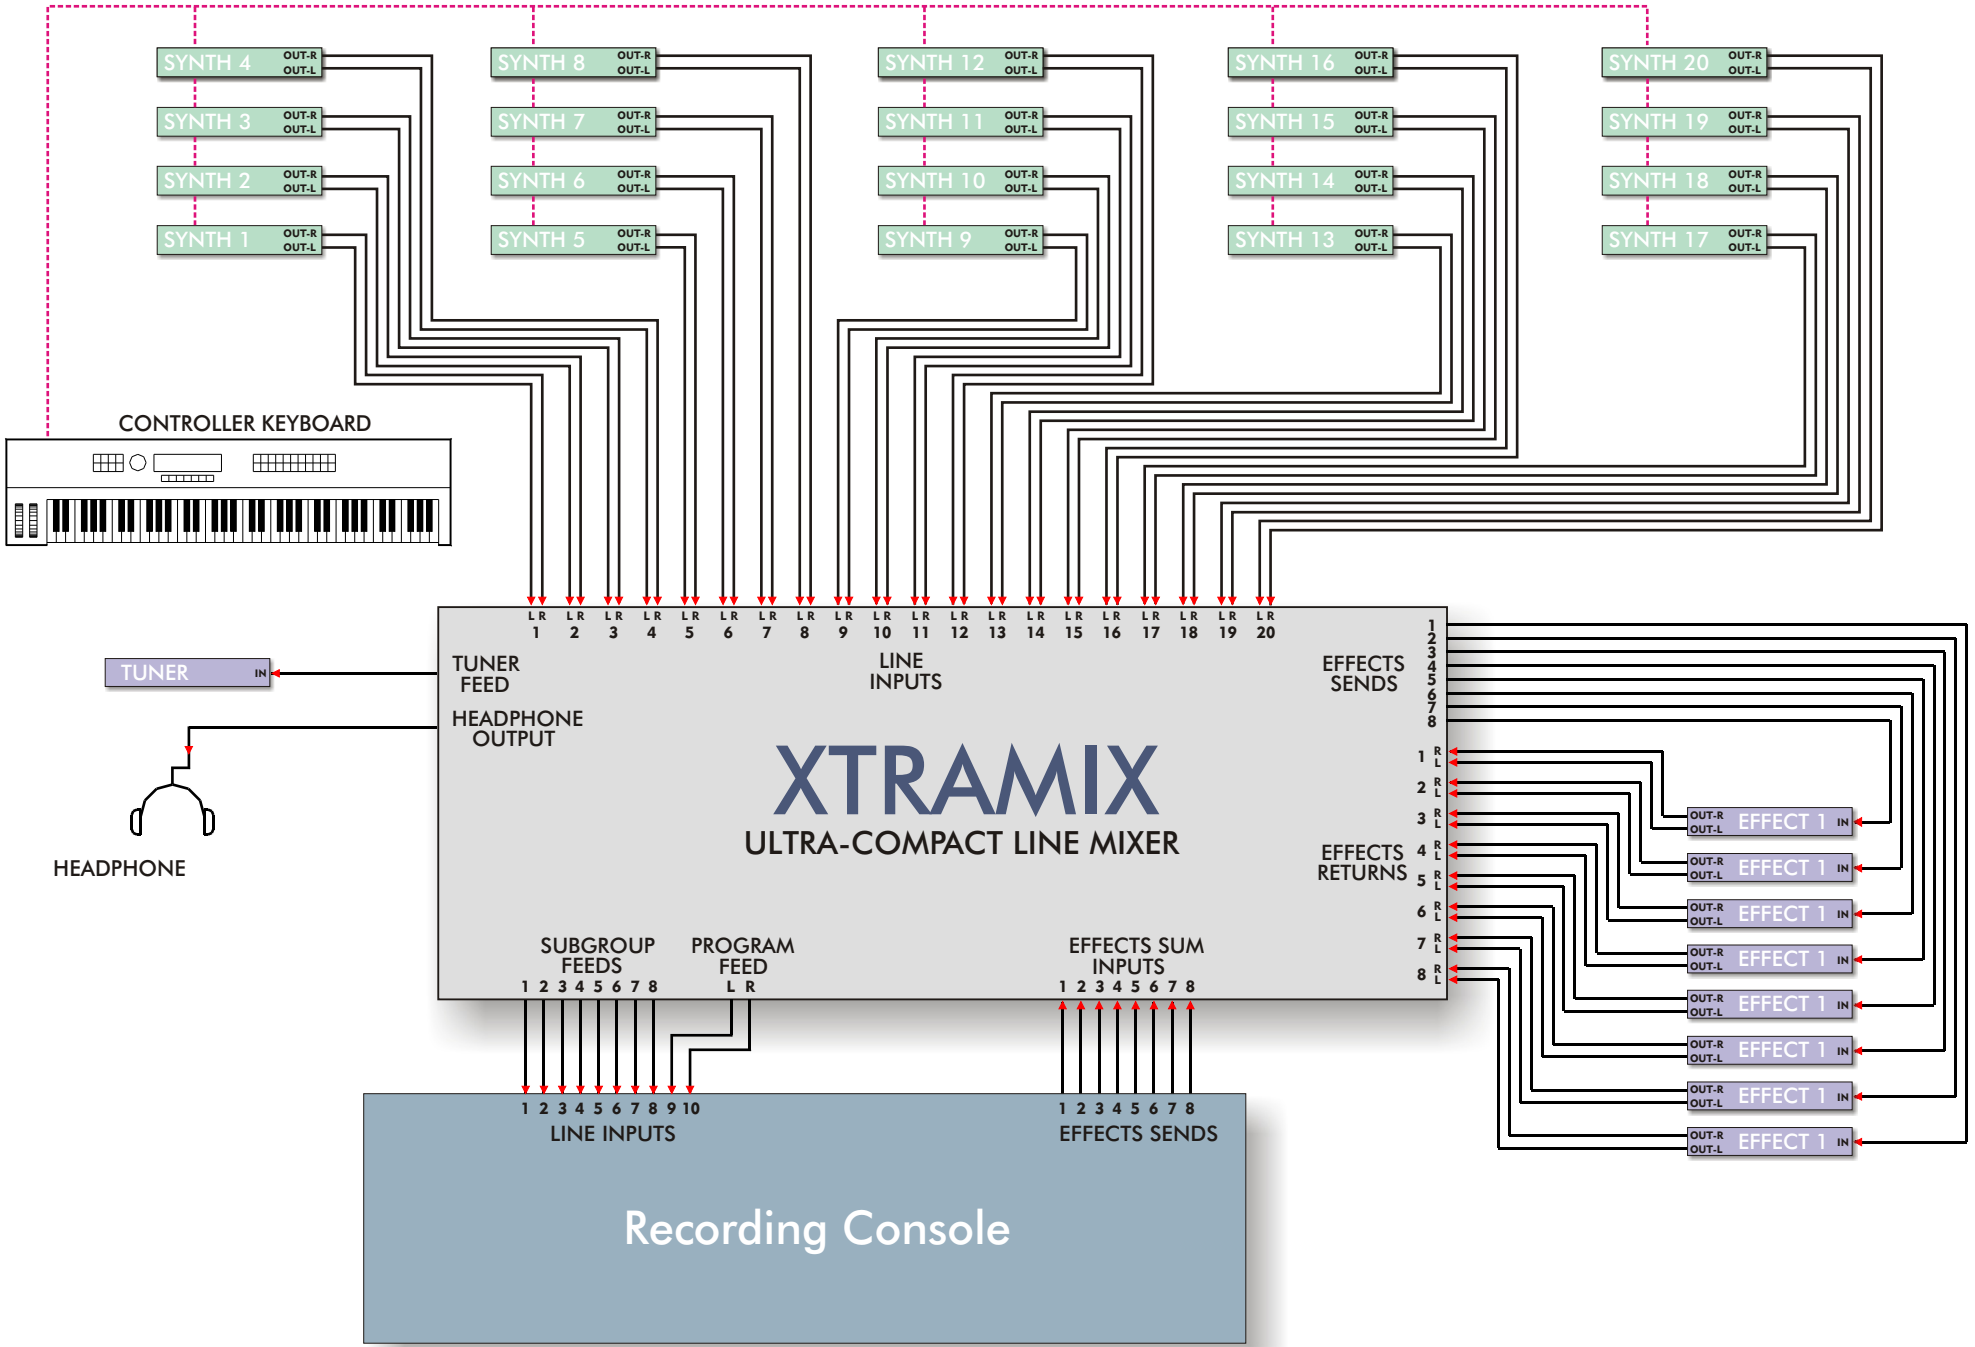 SYNTH 4 OUT-R OUT-L
SYNTH 8 OUT-R OUT-L
SYNTH 12 OUT-R OUT-L
SYNTH 16 OUT-R OUT-L
SYNTH 20 OUT-R OUT-L
SYNTH 3 OUT-R OUT-L
SYNTH 7 OUT-R OUT-L
SYNTH 11 OUT-R OUT-L
SYNTH 15 OUT-R OUT-L
SYNTH 19 OUT-R OUT-L
SYNTH 2 OUT-R OUT-L
SYNTH 6 OUT-R OUT-L
SYNTH 10 OUT-R OUT-L
SYNTH 14 OUT-R OUT-L
SYNTH 18 OUT-R OUT-L
SYNTH 1 OUT-R OUT-L
SYNTH 5 OUT-R OUT-L
SYNTH 9 OUT-R OUT-L
SYNTH 13 OUT-R OUT-L
SYNTH 17 OUT-R OUT-L
CONTROLLER KEYBOARD
L R L R L R L R L R L R L R L R L R L R L R L R L R L R L R L R L R L R L R L R
1 2 3 4 5 6 7 8 9 10 11 12 13 14 15 16 17 18 19 20
LINE
INPUTS
TUNER IN
TUNER
FEED
HEADPHONE
OUTPUT
HEADPHONE
EFFECTS
SENDS
1
2
3
4
5
6
7
8
XTRAMIX
ULTRA-COMPACT LINE MIXER
EFFECTS
RETURNS
1 R L
2 R L
3 R L
4 R L
5 R L
6 R L
7 R L
8 R L
OUT-R OUT-L EFFECT 1 IN
OUT-R OUT-L EFFECT 1 IN
OUT-R OUT-L EFFECT 1 IN
OUT-R OUT-L EFFECT 1 IN
OUT-R OUT-L EFFECT 1 IN
OUT-R OUT-L EFFECT 1 IN
OUT-R OUT-L EFFECT 1 IN
OUT-R OUT-L EFFECT 1 IN
SUBGROUP
FEEDS
1 2 3 4 5 6 7 8
PROGRAM
FEED
L R
EFFECTS SUM
INPUTS
1 2 3 4 5 6 7 8
1 2 3 4 5 6 7 8 9 10
LINE INPUTS
1 2 3 4 5 6 7 8
EFFECTS SENDS
Recording Console